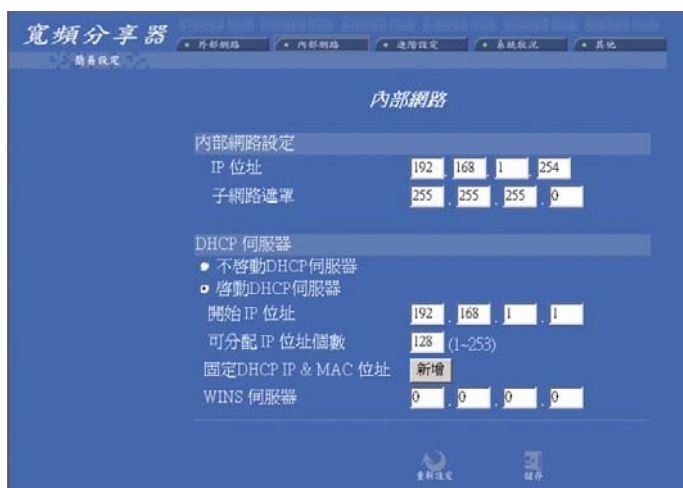 寬頻分享器
外部網路 內部網路 進階設定 系統狀況 其他
簡易設定
內部網路
內部網路設定
IP 位址 192 . 168 . 1 . 254
子網路遮罩 255 . 255 . 255 . 0
DHCP 伺服器
不啓動DHCP伺服器
啓動DHCP伺服器
開始 IP 位址 192 . 168 . 1 . 1
可分配 IP 位址個數 128 (1~253)
固定DHCP IP & MAC 位址 新增
WINS 伺服器 0 . 0 . 0 . 0
重新設定 儲存